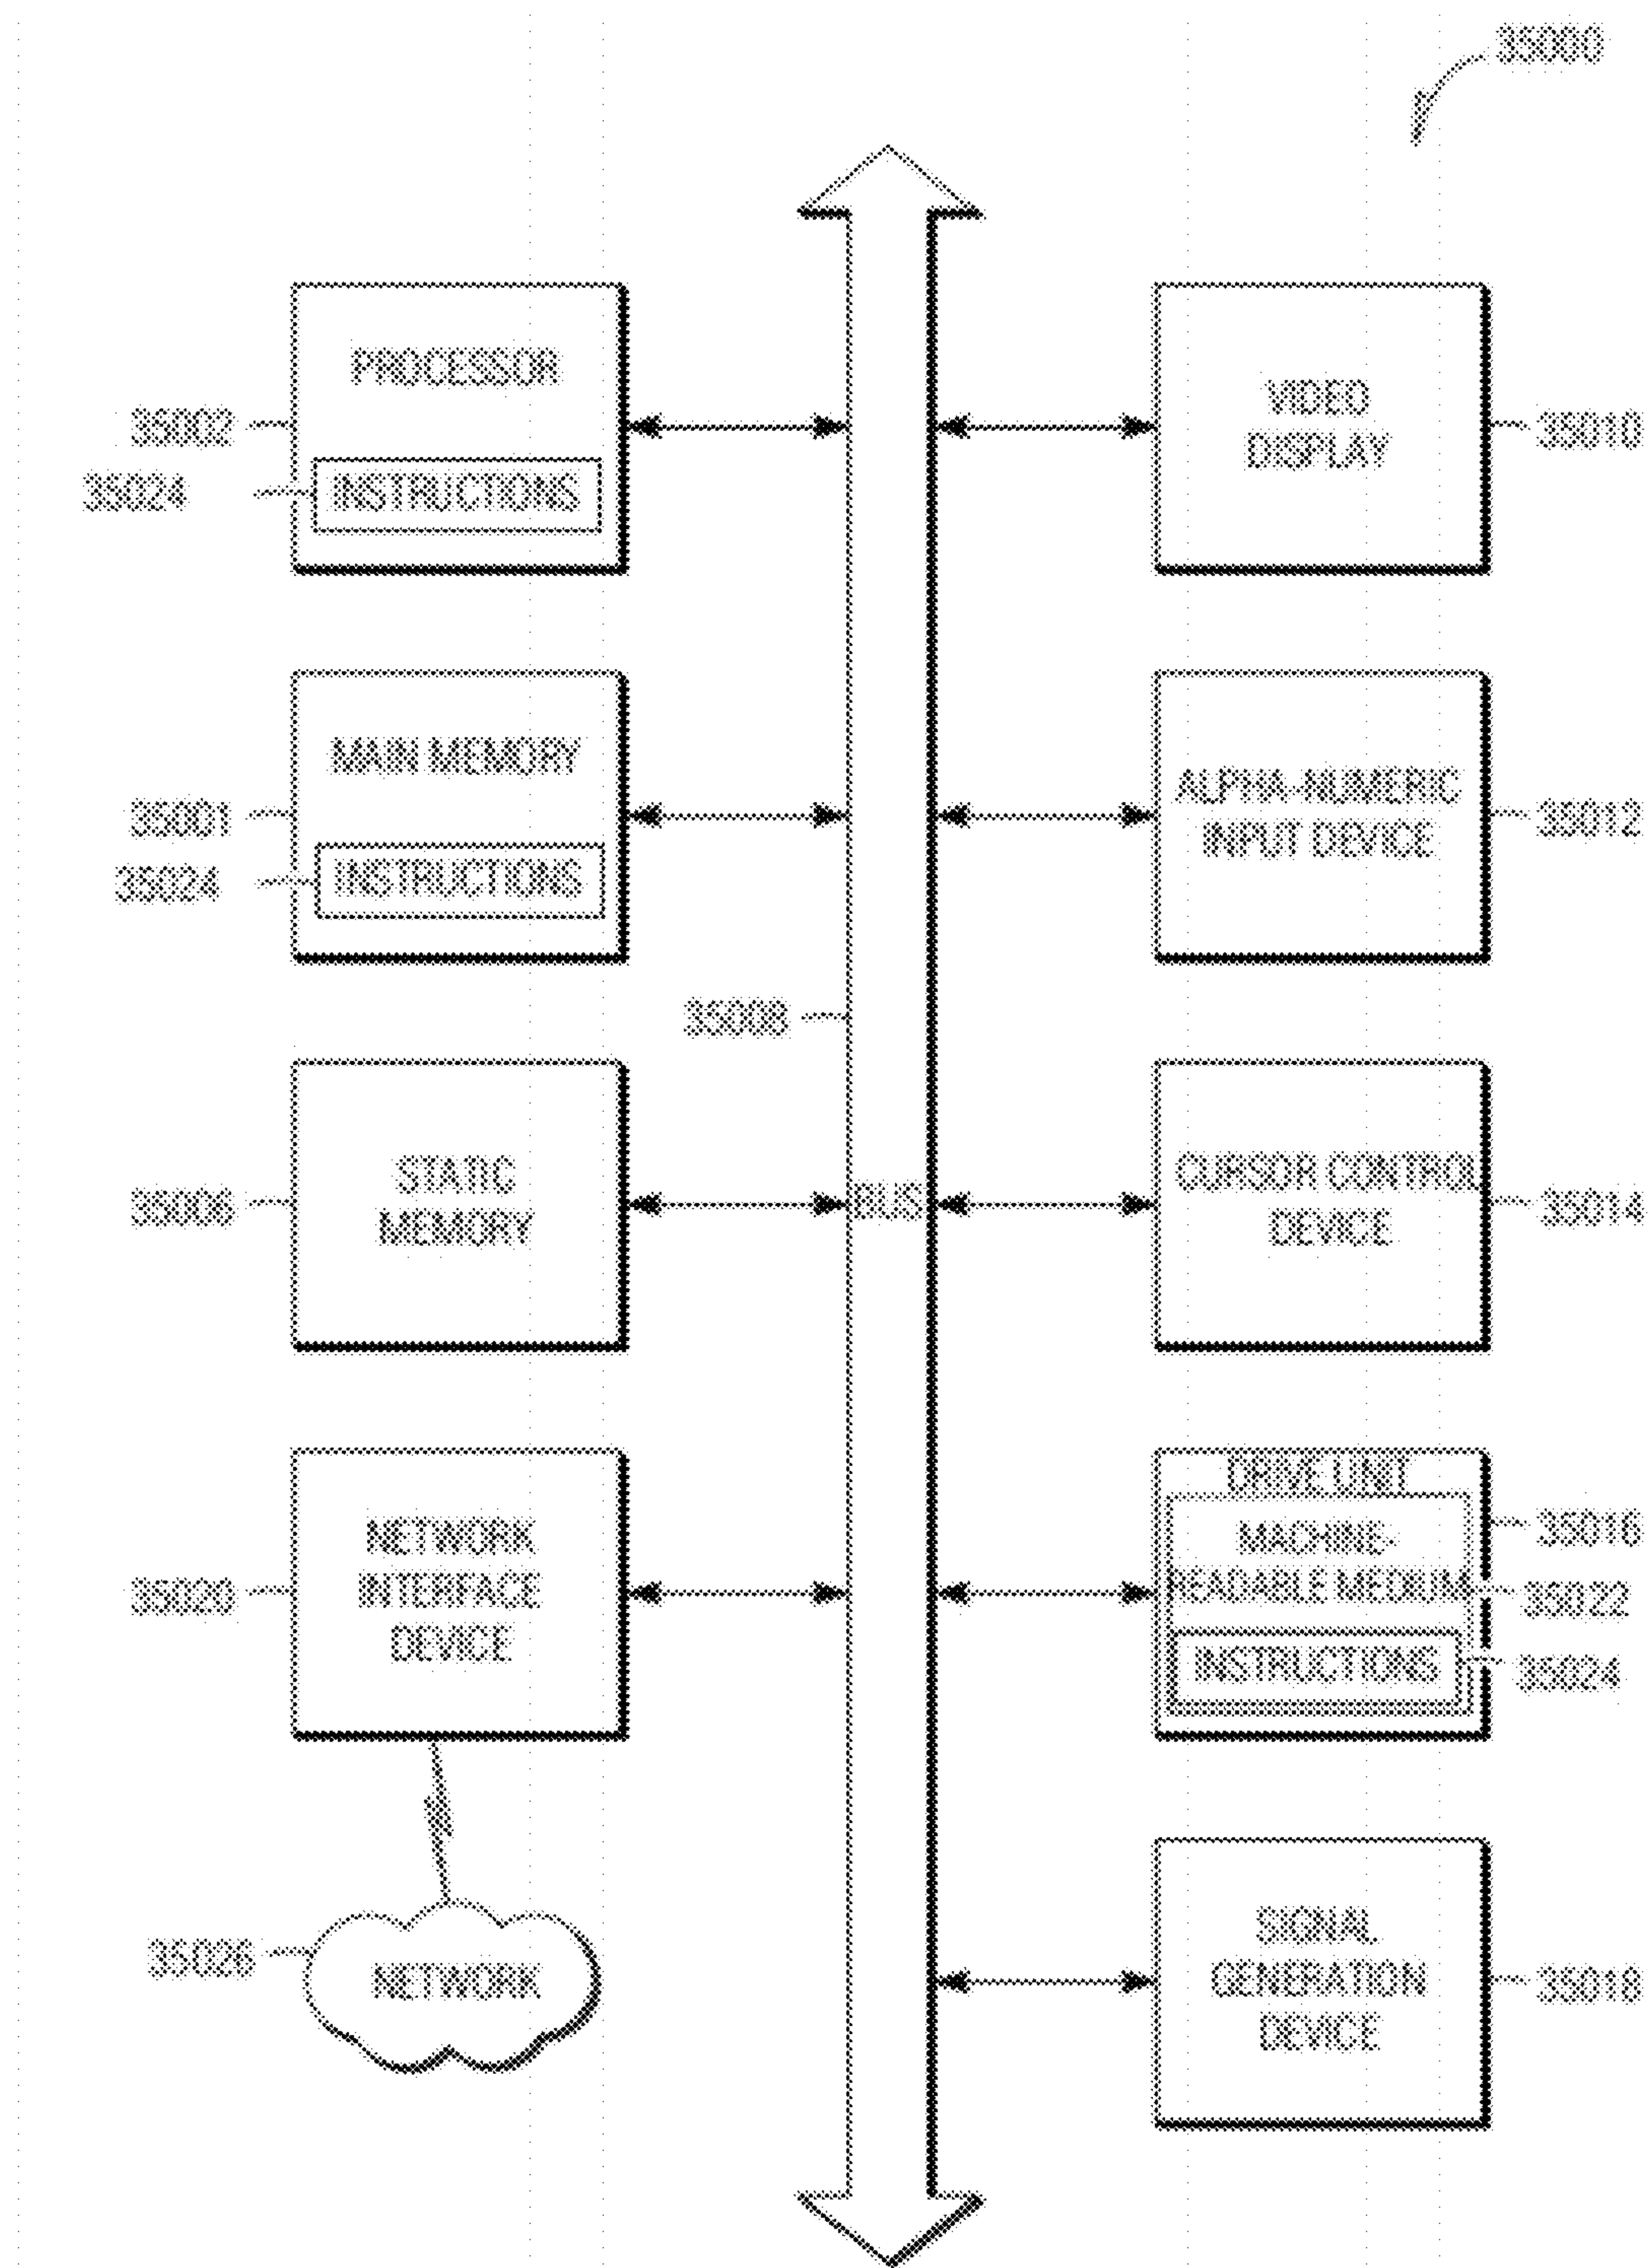 35000
PROCESSOR
35002
35024
INSTRUCTIONS
VIDEO
DISPLAY
35010
MAIN MEMORY
35001
35024
INSTRUCTIONS
ALPHA-NUMERIC
INPUT DEVICE
35012
35008
STATIC
MEMORY
35006
BUS
CURSOR CONTROL
DEVICE
35014
NETWORK
INTERFACE
DEVICE
35020
DRIVE UNIT
35016
MACHINE-
READABLE MEDIUM
35022
INSTRUCTIONS
35024
35026
NETWORK
SIGNAL
GENERATION
DEVICE
35018